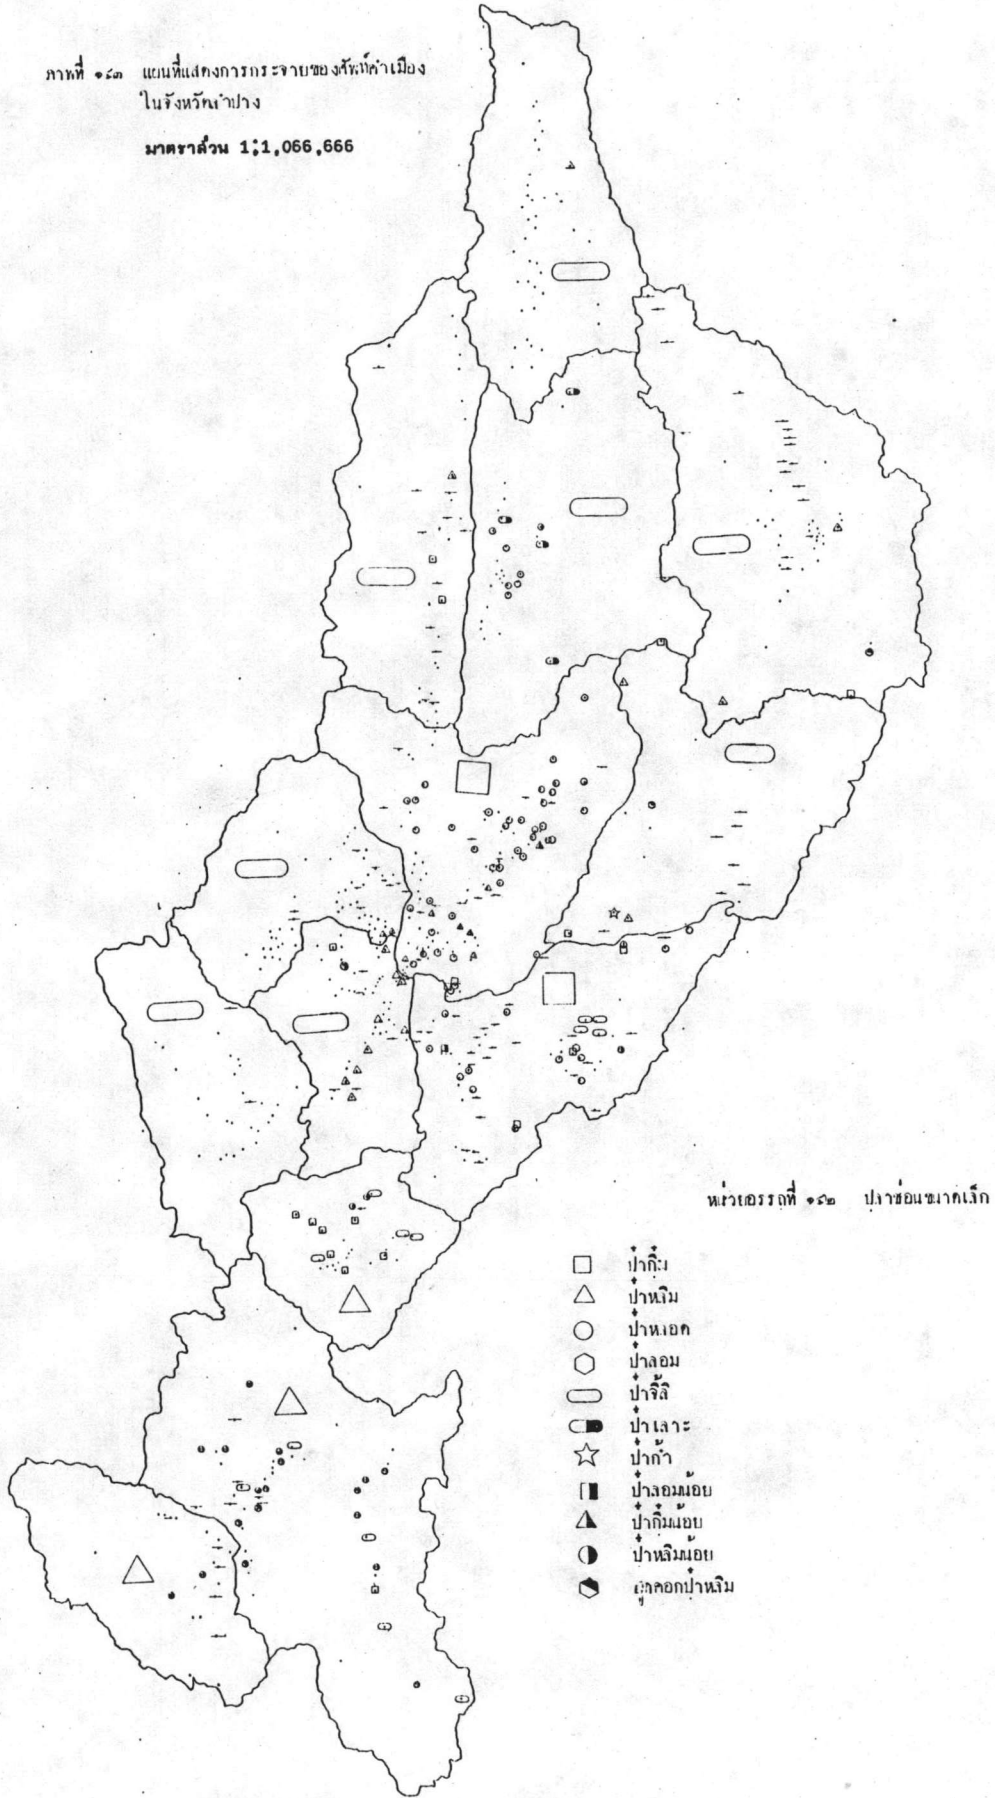 ภาพที่ ๑๔๓ แผนที่แสดงการกระจายของศัพท์คำเมือง
ในจังหวัดลำปาง
มาตราส่วน 1:1,066,666
หน่วยอรรถที่ ๑๔๒ ปลาช่อนขนาดเล็ก
ป๋ากึ๋ม
ป๋าหลิม
ป๋าหลอด
ป๋าลอม
ป๋าจิ๊ลิ
ป๋าเลาะ
ป๋าก้ำ
ป๋าลอมน้อย
ป๋ากึ๋มน้อย
ป๋าหลิมน้อย
ลูกคอกป๋าหลิม